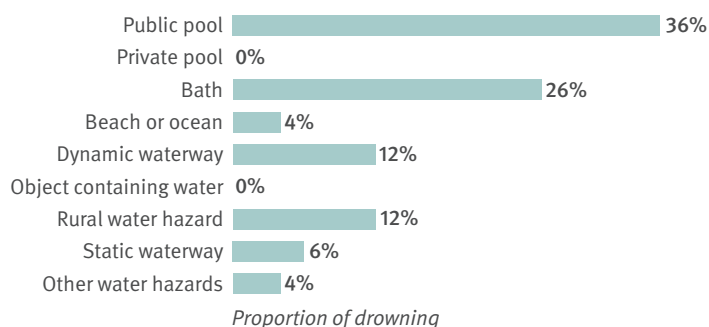 Public pool 36%
Private pool 0%
Bath 26%
Beach or ocean 4%
Dynamic waterway 12%
Object containing water 0%
Rural water hazard 12%
Static waterway 6%
Other water hazards 4%
Proportion of drowning